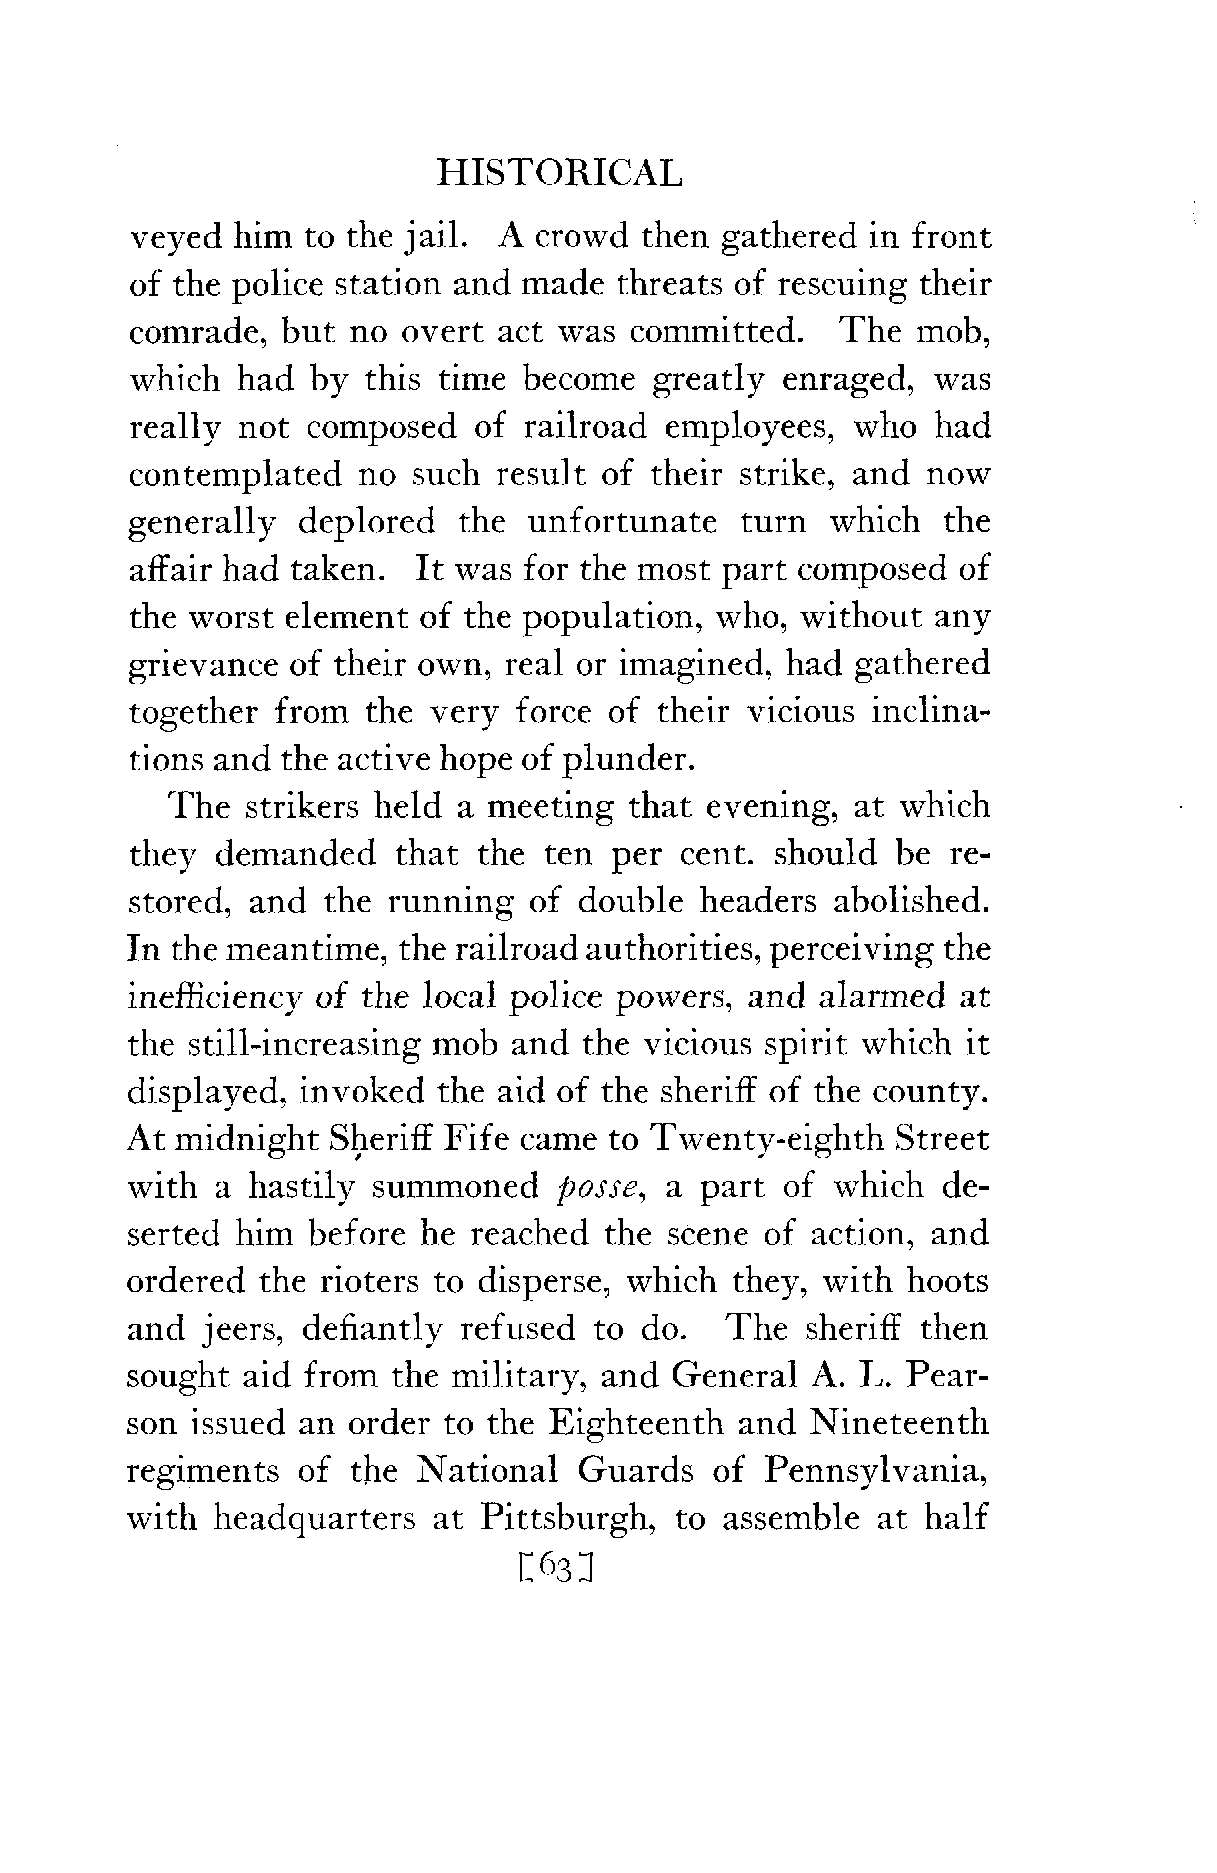 HISTORICAL
veyed him to the jail. A crowd then gathered in front
of the police station and made threats of rescuing their
comrade, but no overt act was committed. The mob,
which had by this time become greatly enraged, was
really not composed of railroad employees, who had
contemplated no such result of their strike, and now
generally deplored the unfortunate turn which the
affair had taken. It was for the most part composed of
the worst element of the population, who, without any
grievance of their own, real or imagined, had gathered
together from the very force of their vicious inclina-
tions and the active hope of plunder.
The strikers held a meeting that evening, at which
they demanded that the ten per cent. should be re-
stored, and the running of double headers abolished.
In the meantime, the railroad authorities, perceiving the
inefficiency of the local police powers, and alarmed at
the still-increasing mob and the vicious spirit which it
displayed, invoked the aid of the sheriff of the county.
At midnight Sheriff Fife came to Twenty-eighth Street
with a hastily summoned posse, a part of which de-
serted him before he reached the scene of action, and
ordered the rioters to disperse, which they, with hoots
and jeers, defiantly refused to do. The sheriff then
sought aid from the military, and General A. L. Pear-
son issued an order to the Eighteenth and Nineteenth
regiments of the National Guards of Pennsylvania,
with headquarters at Pittsburgh, to assemble at half
[63]